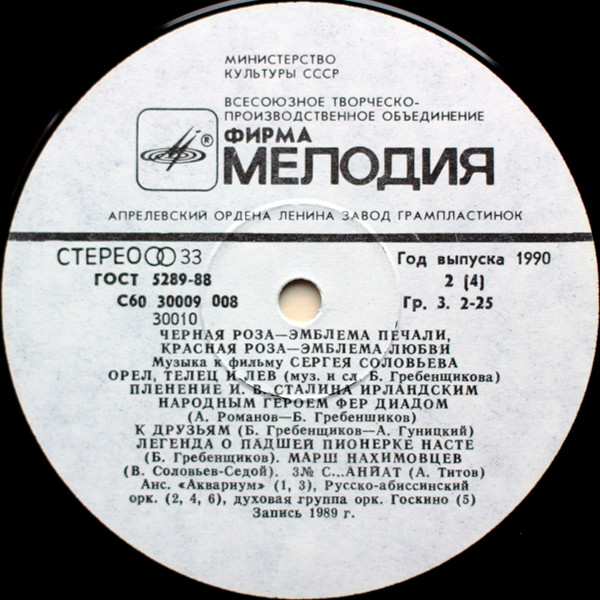 МИНИСТЕРСТВО
КУЛЬТУРЫ СССР
ВСЕСОЮЗНОЕ ТВОРЧЕСКО-
ПРОИЗВОДСТВЕННОЕ ОБЪЕДИНЕНИЕ
ФИРМА
®
МЕЛОДИЯ
АПРЕЛЕВСКИЙ ОРДЕНА ЛЕНИНА ЗАВОД ГРАМПЛАСТИНОК
СТЕРЕО 33
Год выпуска 1990
ГОСТ 5289-88
2 (4)
С60 30009 008
Гр. 3. 2-25
30010
ЧЕРНАЯ РОЗА—ЭМБЛЕМА ПЕЧАЛИ,
КРАСНАЯ РОЗА—ЭМБЛЕМА ЛЮБВИ
Музыка к фильму СЕРГЕЯ СОЛОВЬЕВА
ОРЕЛ, ТЕЛЕЦ И ЛЕВ (муз. и сл. Б. Гребенщикова)
ПЛЕНЕНИЕ И. В. СТАЛИНА ИРЛАНДСКИМ
НАРОДНЫМ ГЕРОЕМ ФЕР ДИАДОМ
(А. Романов—Б. Гребенщиков)
К ДРУЗЬЯМ (Б. Гребенщиков—А. Гуницкий)
ЛЕГЕНДА О ПАДШЕЙ ПИОНЕРКЕ НАСТЕ
(Б. Гребенщиков). МАРШ НАХИМОВЦЕВ
(В. Соловьев-Седой). 3№ С...АНЙАТ (А. Титов)
Анс. «Аквариум» (1, 3), Русско-абиссинский
орк. (2, 4, 6), духовая группа орк. Госкино (5)
Запись 1989 г.